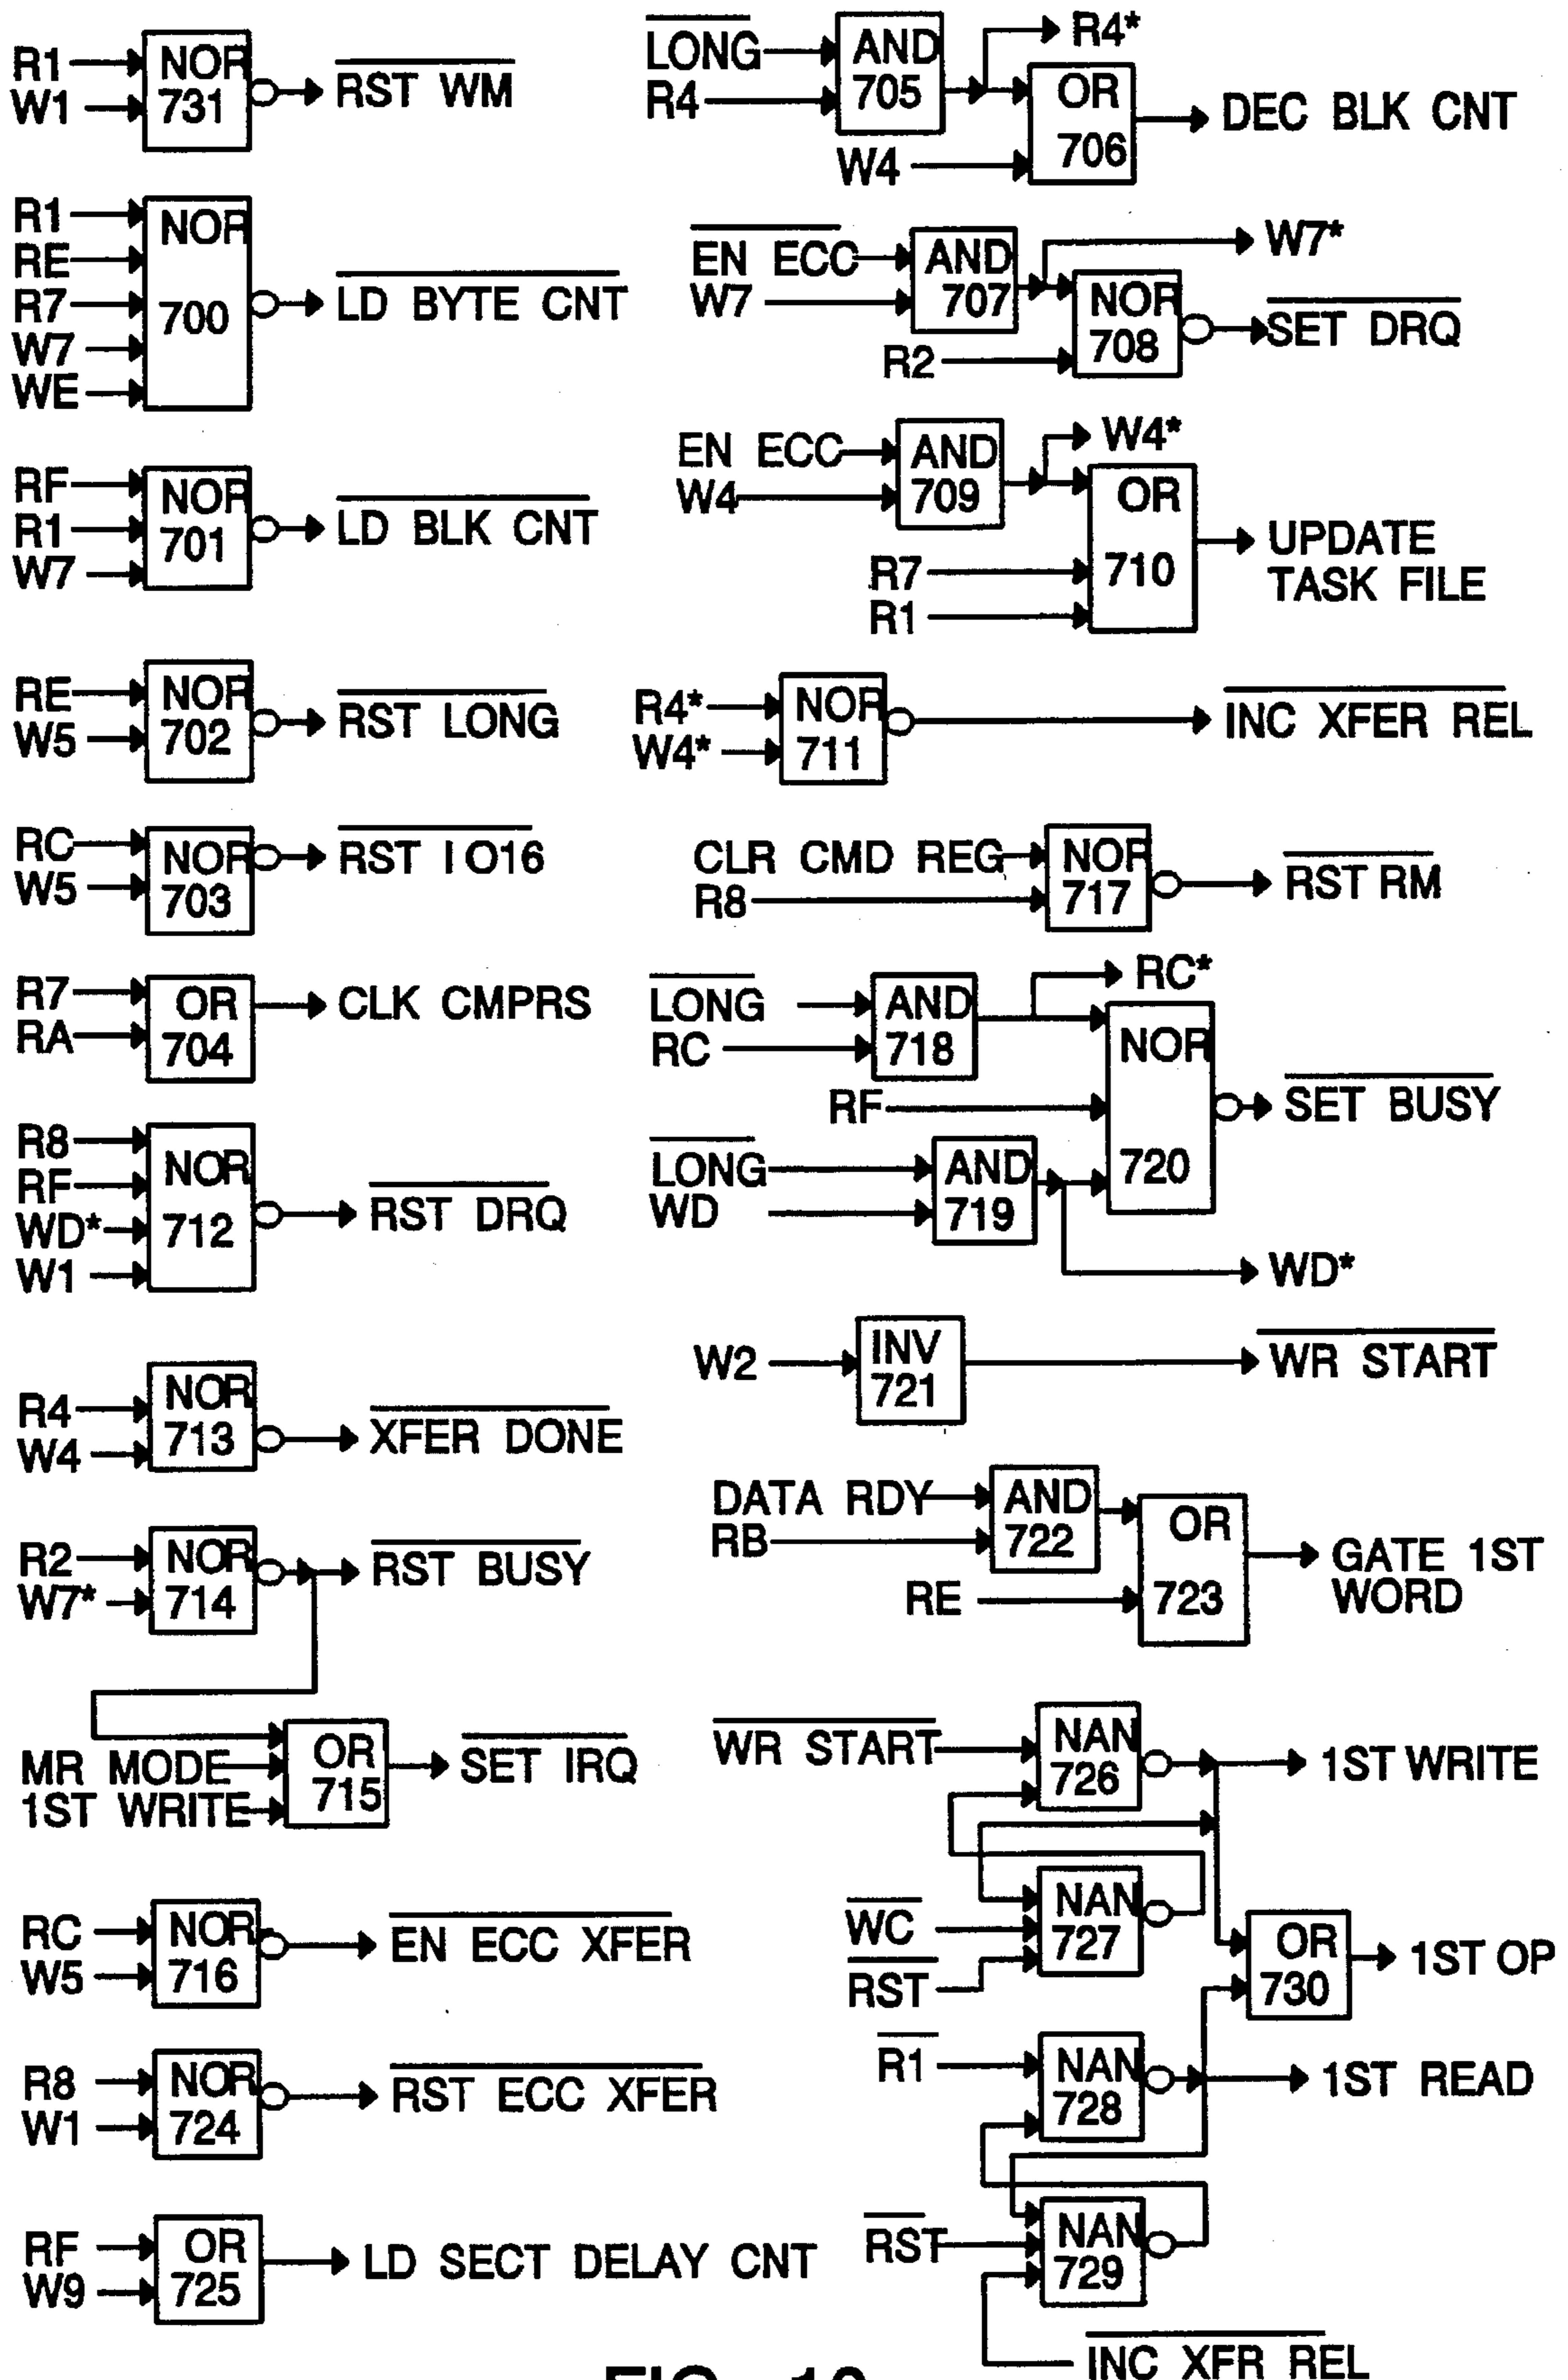 R1
W1
NOR
731
RST WM
R1
RE
R7
W7
WE
NOR
700
LD BYTE CNT
RF
R1
W7
NOR
701
LD BLK CNT
RE
W5
NOR
702
RST LONG
RC
W5
NOR
703
RST IO16
R7
RA
OR
704
CLK CMPRS
R8
RF
WD*
W1
NOR
712
RST DRQ
R4
W4
NOR
713
XFER DONE
R2
W7*
NOR
714
RST BUSY
MR MODE
1ST WRITE
OR
715
SET IRQ
RC
W5
NOR
716
EN ECC XFER
R8
W1
NOR
724
RST ECC XFER
RF
W9
OR
725
LD SECT DELAY CNT
LONG
R4
AND
705
R4*
W4
OR
706
DEC BLK CNT
EN ECC
W7
AND
707
W7*
R2
NOR
708
SET DRQ
EN ECC
W4
AND
709
W4*
R7
R1
OR
710
UPDATE
TASK FILE
R4*
W4*
NOR
711
INC XFER REL
CLR CMD REG
R8
NOR
717
RST RM
LONG
RC
AND
718
RC*
RF
LONG
WD
AND
719
NOR
720
SET BUSY
WD*
W2
INV
721
WR START
DATA RDY
RB
AND
722
RE
OR
723
GATE 1ST
WORD
WR START
NAN
726
1ST WRITE
WC
RST
NAN
727
OR
730
1ST OP
R1
NAN
728
1ST READ
RST
NAN
729
INC XFR REL